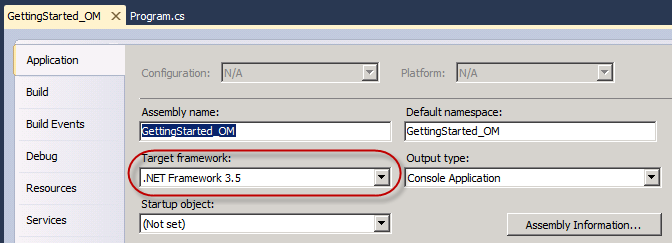 GettingStarted_OM Program.cs
Application
Configuration: N/A Platform: N/A
Build
Assembly name: Default namespace:
Build Events
GettingStarted_OM GettingStarted_OM
Debug
Target framework: Output type:
.NET Framework 3.5 Console Application
Resources
Startup object:
Services
(Not set) Assembly Information...